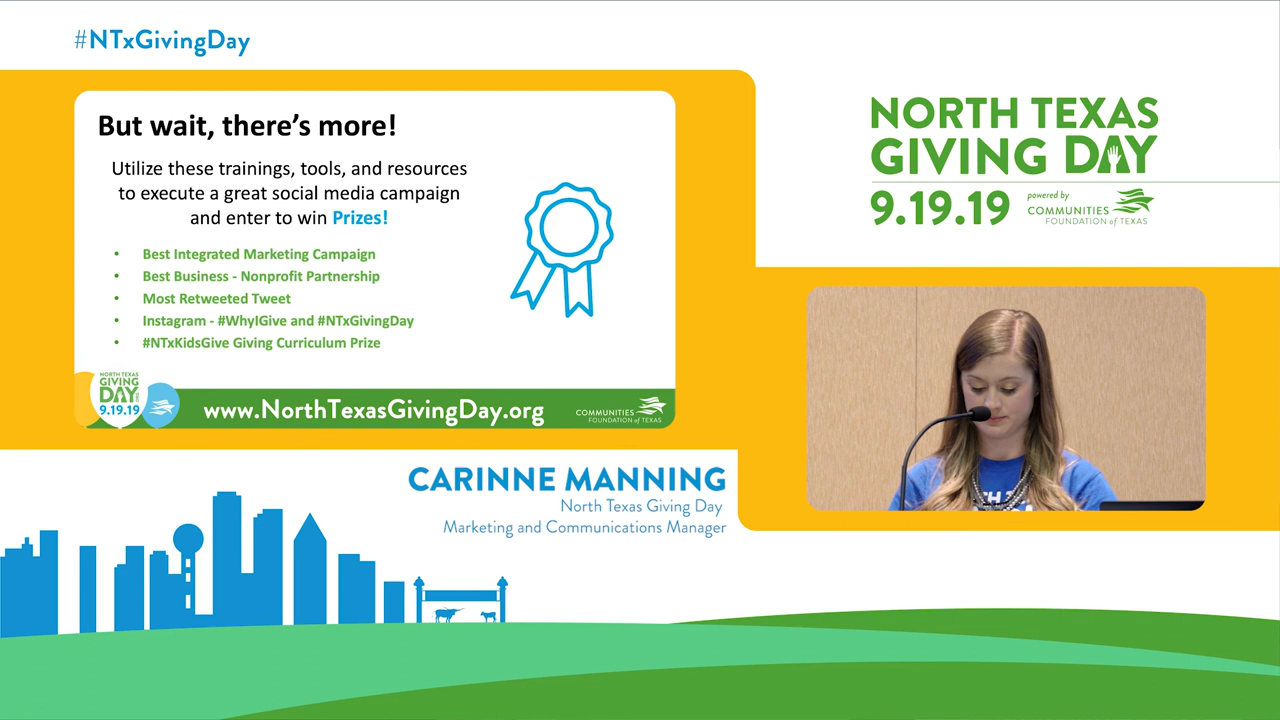 #NTxGivingDay
But wait, there's more!
Utilize these trainings, tools, and resources
to execute a great social media campaign
and enter to win Prizes!
• Best Integrated Marketing Campaign
• Best Business - Nonprofit Partnership
• Most Retweeted Tweet
• Instagram - #WhyIGive and #NTxGivingDay
• #NTxKidsGive Giving Curriculum Prize
NORTH TEXAS
GIVING
DAY
9.19.19
www.NorthTexasGivingDay.org
COMMUNITIES
FOUNDATION of TEXAS
NORTH TEXAS
GIVING DAY
9.19.19
powered by
COMMUNITIES
FOUNDATION of TEXAS
CARINNE MANNING
North Texas Giving Day
Marketing and Communications Manager